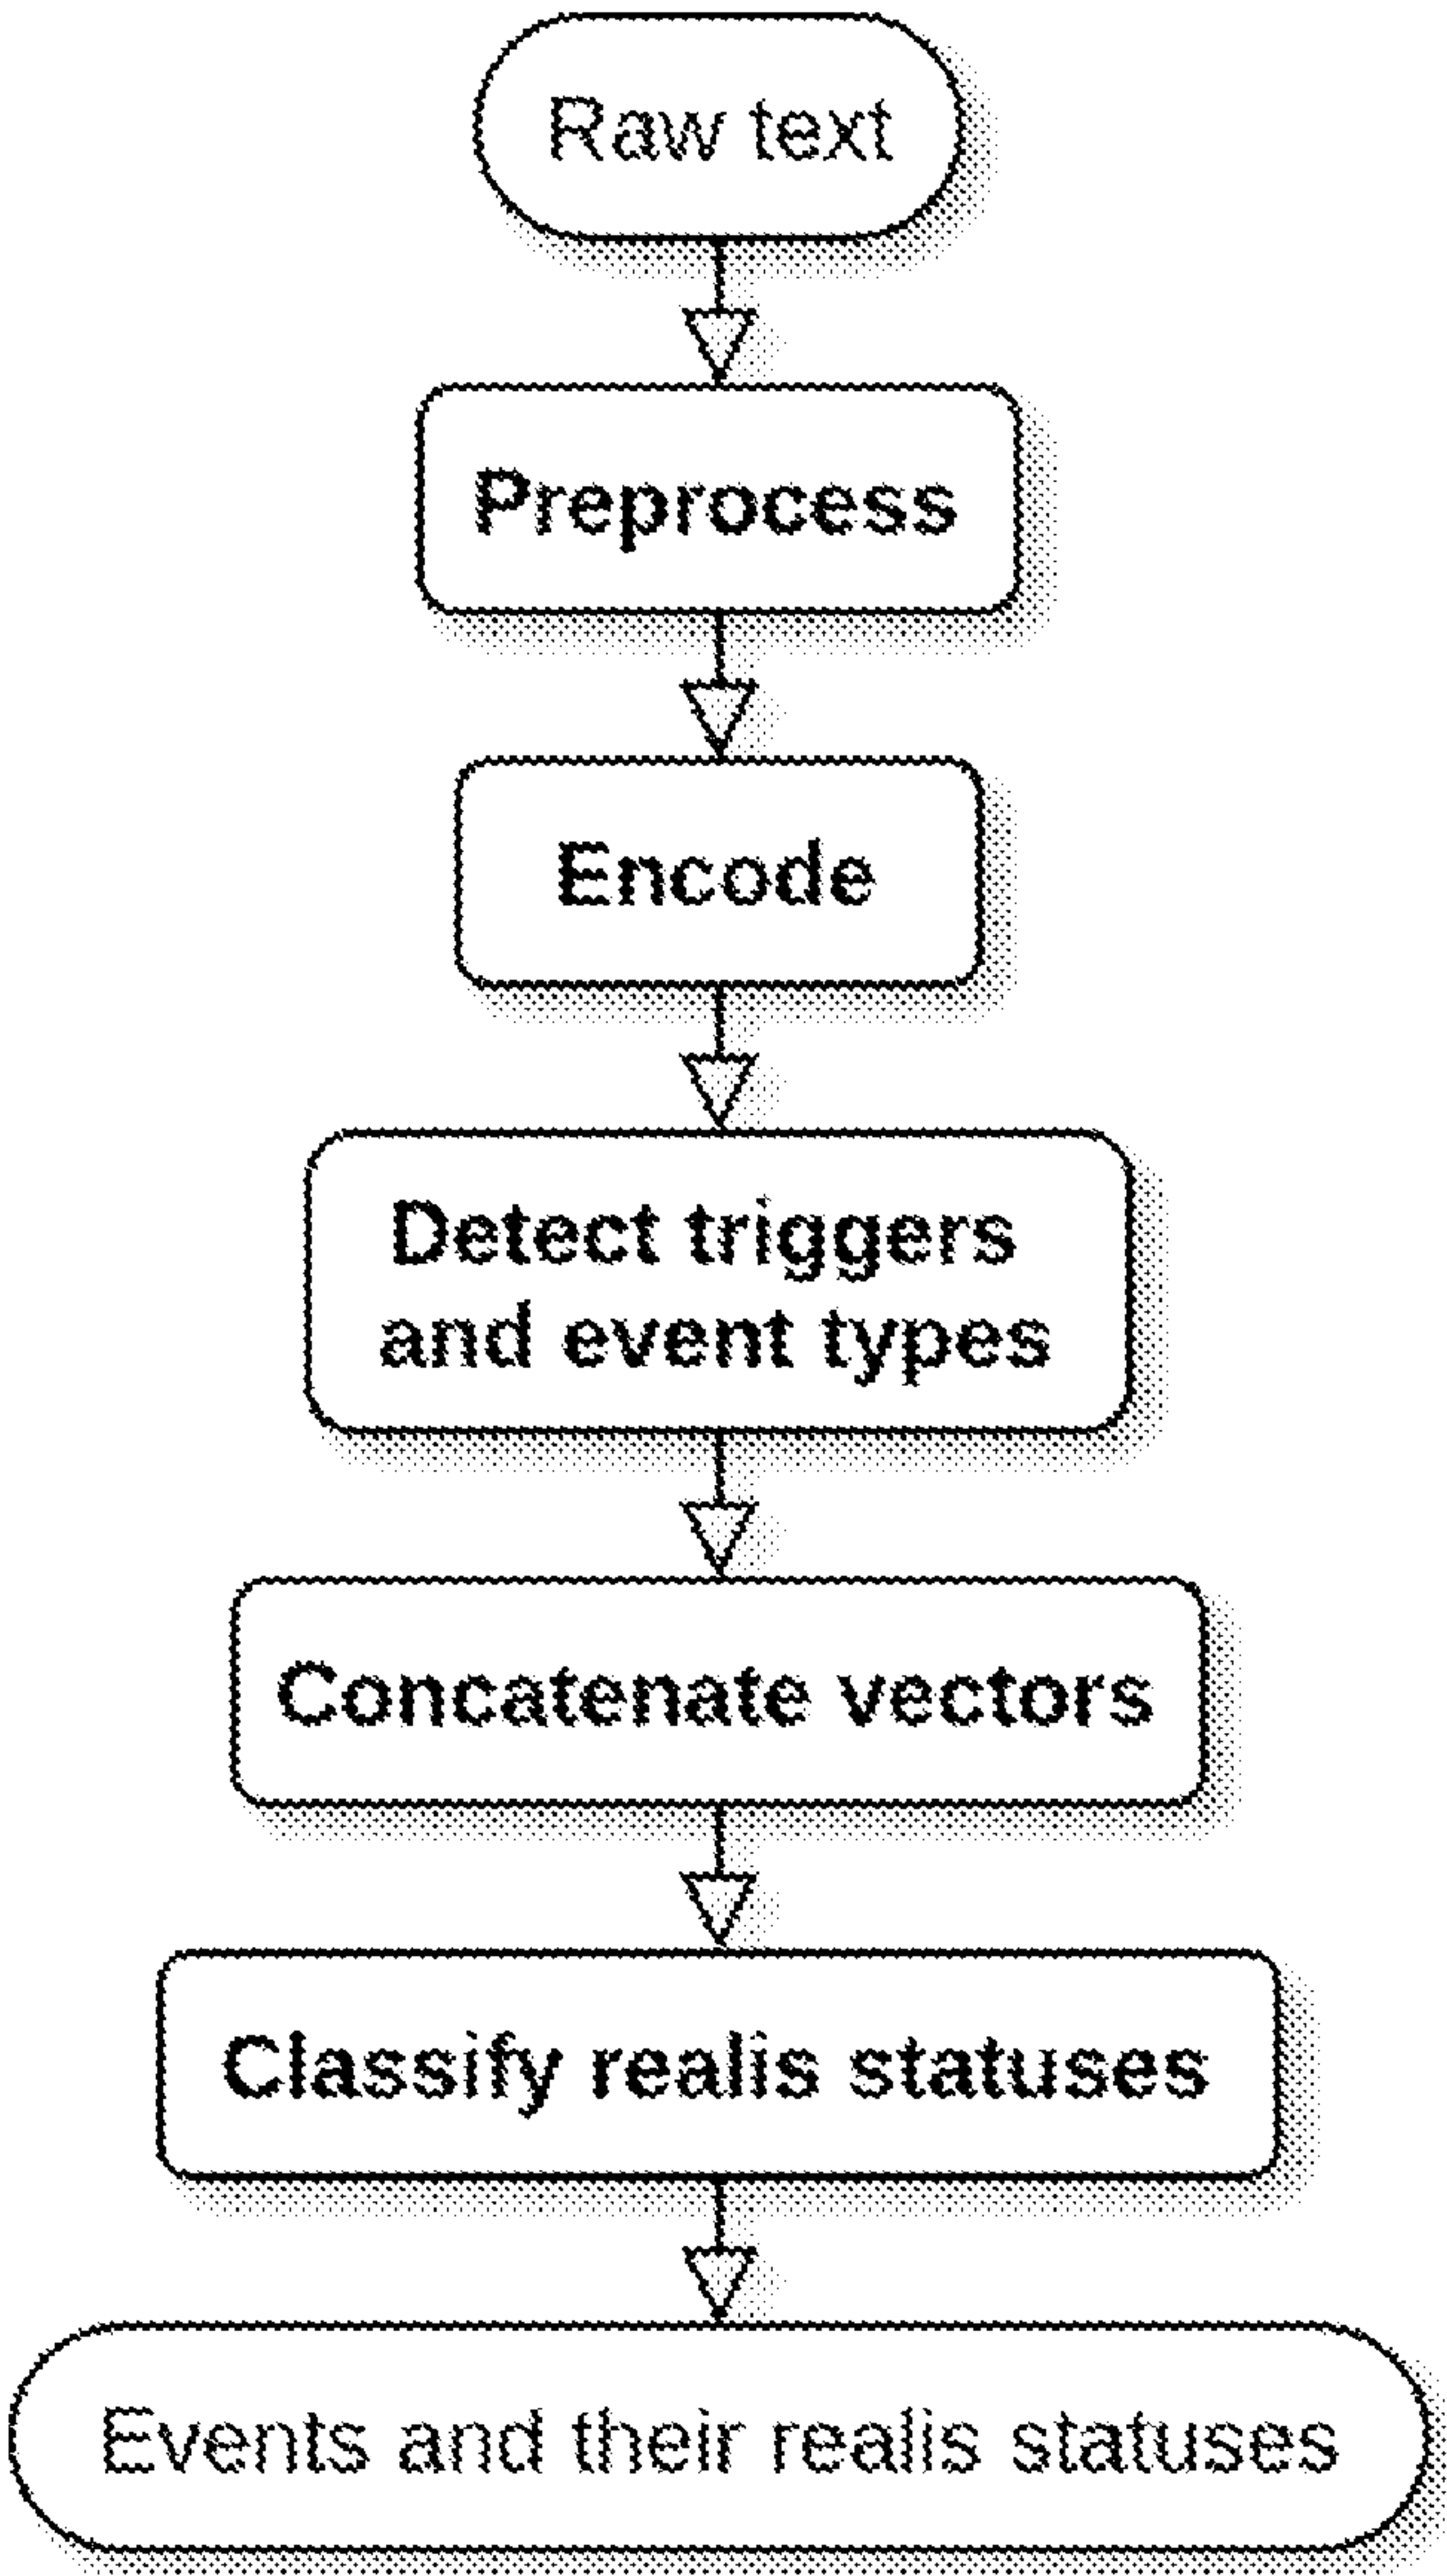 Raw text
Preprocess
Encode
Detect triggers
and event types
Concatenate vectors
Classify realis statuses
Events and their realis statuses